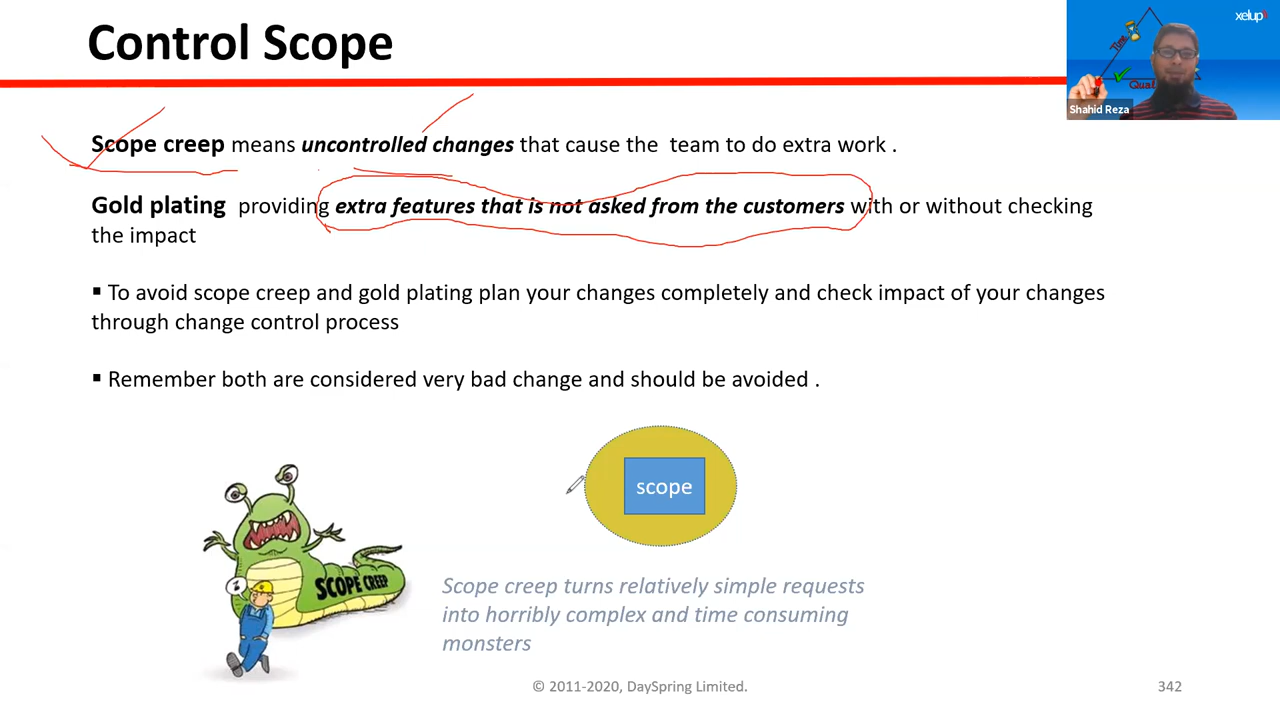 Control Scope
xelup
Time
Qual
Shahid Reza
Scope creep means uncontrolled changes that cause the team to do extra work .
Gold plating providing extra features that is not asked from the customers with or without checking
the impact
▪ To avoid scope creep and gold plating plan your changes completely and check impact of your changes
through change control process
▪ Remember both are considered very bad change and should be avoided .
scope
SCOPE CREEP
Scope creep turns relatively simple requests
into horribly complex and time consuming
monsters
© 2011-2020, DaySpring Limited.
342